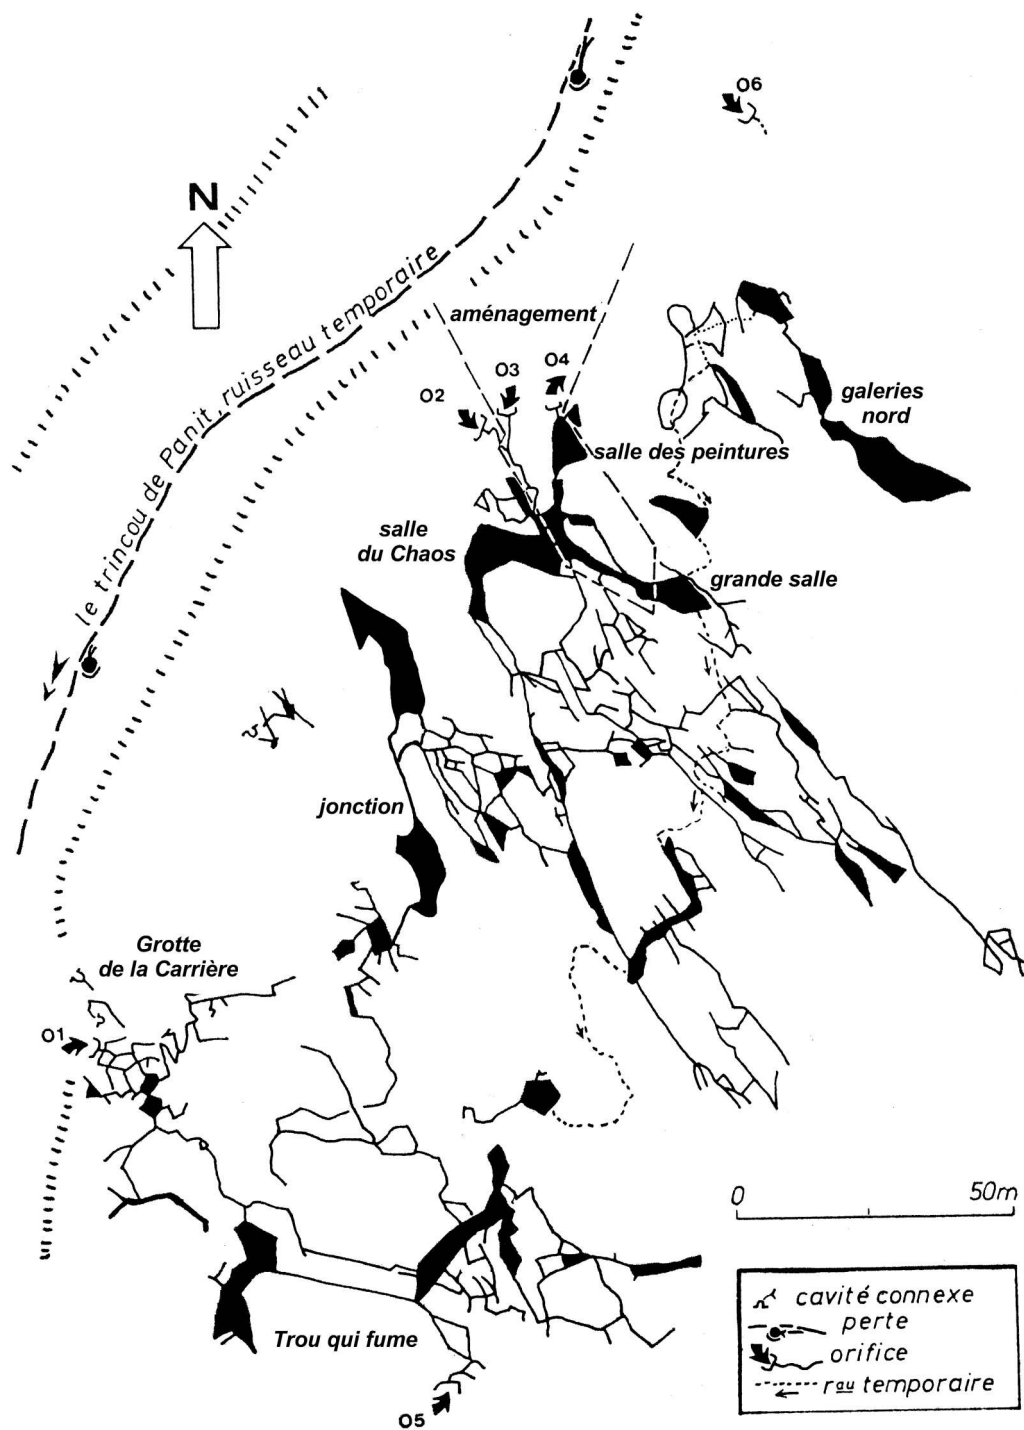 O6
N
le trincou de Panit, ruisseau temporaire
aménagement
O4
O3
O2
galeries
nord
salle des peintures
salle
du Chaos
grande salle
jonction
Grotte
de la Carrière
O1
0 50m
Trou qui fume
O5
cavité connexe
perte
orifice
rau temporaire